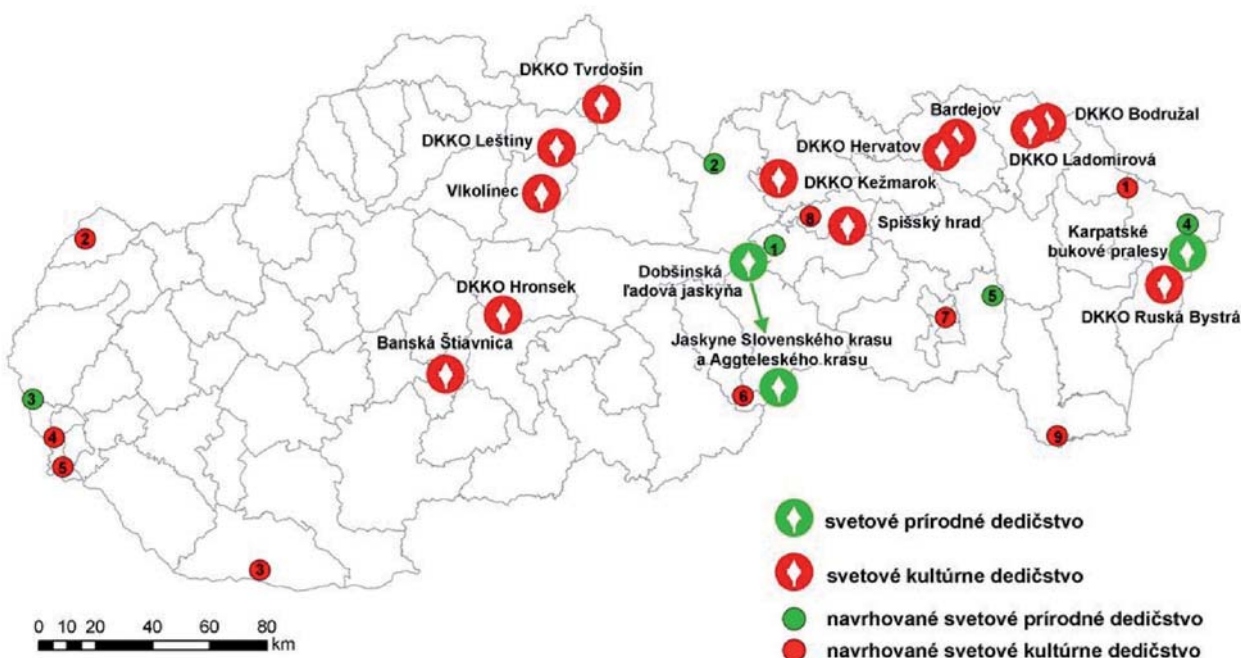 DKKO Tvrdošín
DKKO Leštiny
Vlkolínec
Bardejov
DKKO Bodružal
DKKO Hervatov
DKKO Ladomirová
2
DKKO Kežmarok
1
8
Spišský hrad
2
4
Karpatské
bukové pralesy
1
Dobšinská
ľadová jaskyňa
DKKO Hronsek
5
7
DKKO Ruská Bystrá
Banská Štiavnica
Jaskyne Slovenského krasu
a Aggteleského krasu
3
6
4
9
5
3
svetové prírodné dedičstvo
svetové kultúrne dedičstvo
navrhované svetové prírodné dedičstvo
navrhované svetové kultúrne dedičstvo
0 10 20 40 60 80
km